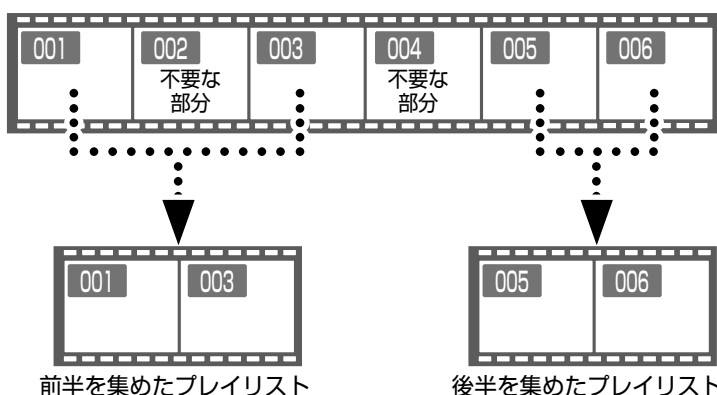 001 002 003 004 005 006
不要な 不要な
部分 部分
001 003 005 006
前半を集めたプレイリスト 後半を集めたプレイリスト